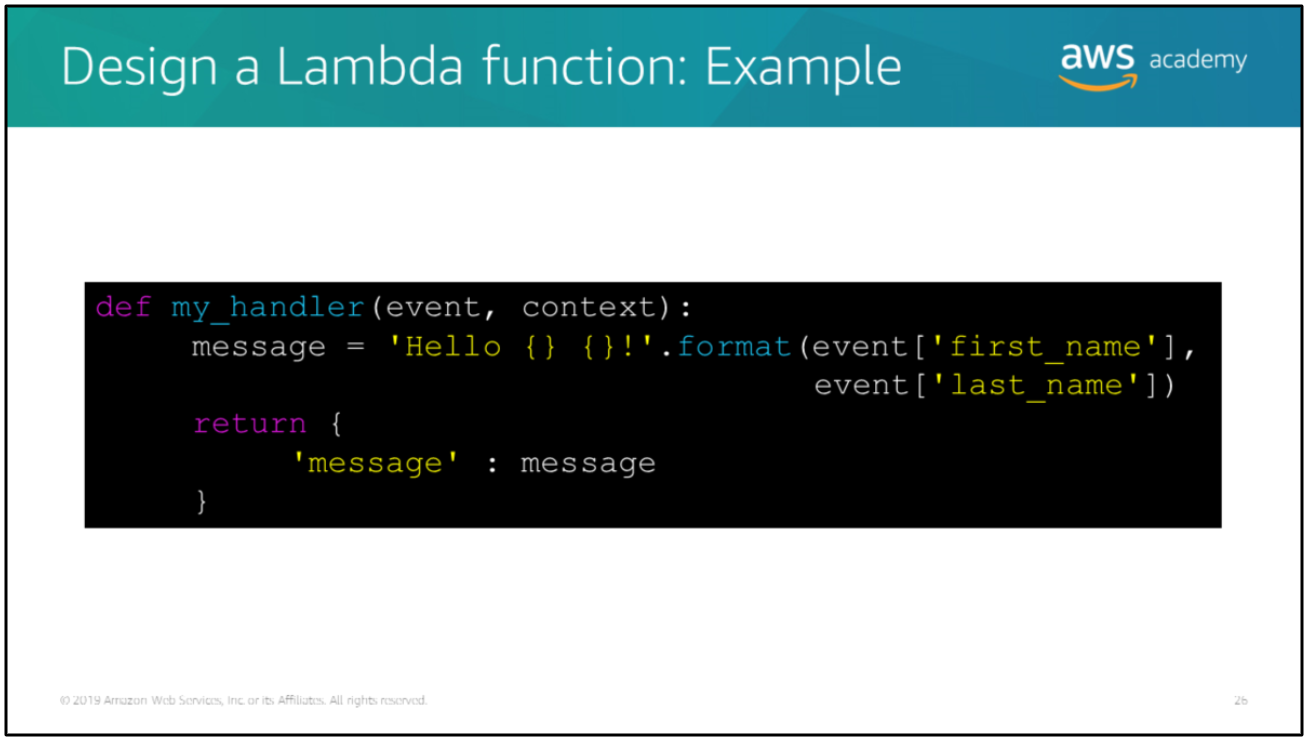 Design a Lambda function: Example
aws academy
def my_handler(event, context):
message = 'Hello {} {}!'.format(event['first_name'],
event['last_name'])
return {
'message' : message
}
© 2019 Amazon Web Services, Inc. or its Affiliates. All rights reserved.
26